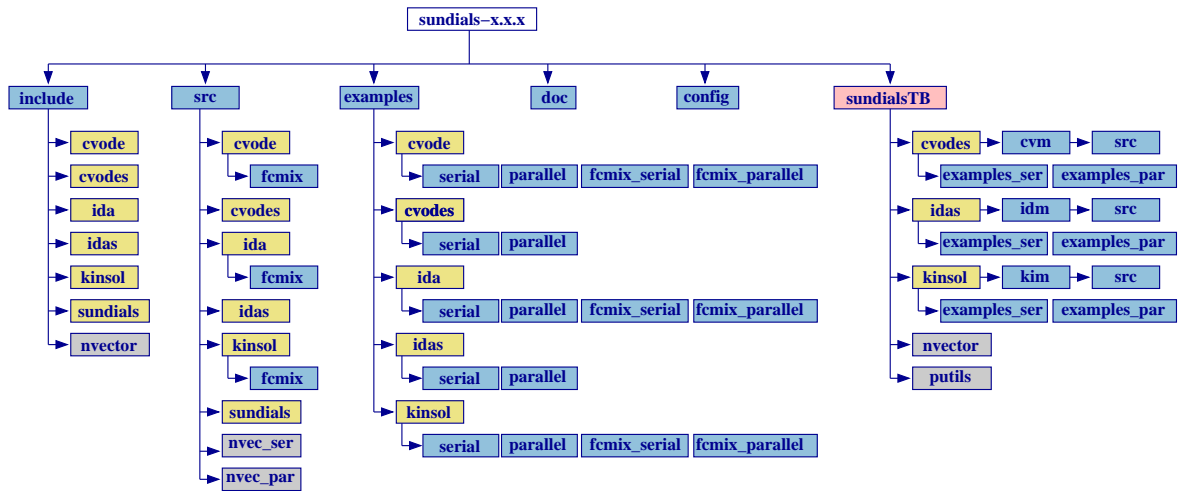 sundials−x.x.x
include
src
examples
doc
config
sundialsTB
cvode
cvodes
ida
idas
kinsol
sundials
nvector
cvode
fcmix
cvodes
ida
fcmix
idas
kinsol
fcmix
sundials
nvec_ser
nvec_par
cvode
serial parallel fcmix_serial fcmix_parallel
cvodes
serial parallel
ida
serial parallel fcmix_serial fcmix_parallel
idas
serial parallel
kinsol
serial parallel fcmix_serial fcmix_parallel
cvodes cvm src
examples_ser examples_par
idas idm src
examples_ser examples_par
kinsol kim src
examples_ser examples_par
nvector
putils